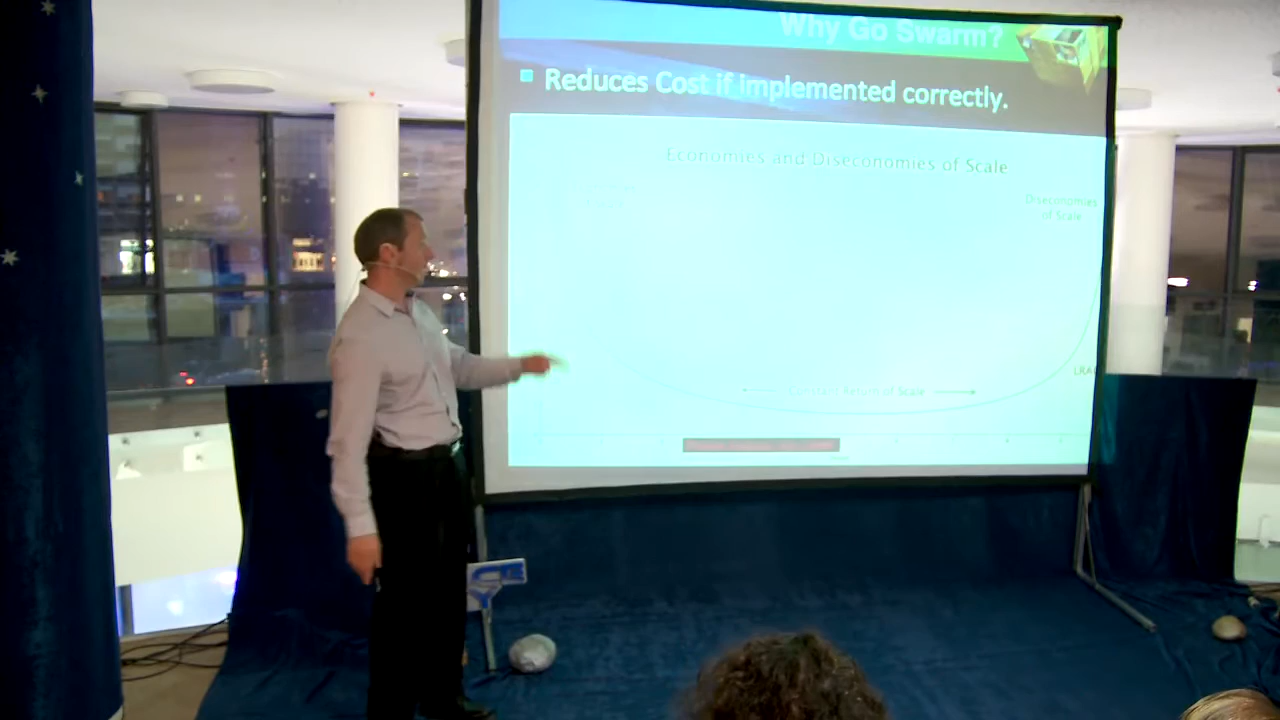 Why Go Swarm?
Reduces Cost if implemented correctly.
Economies and Diseconomies of Scale
Diseconomies
of Scale
Constant Return of Scale